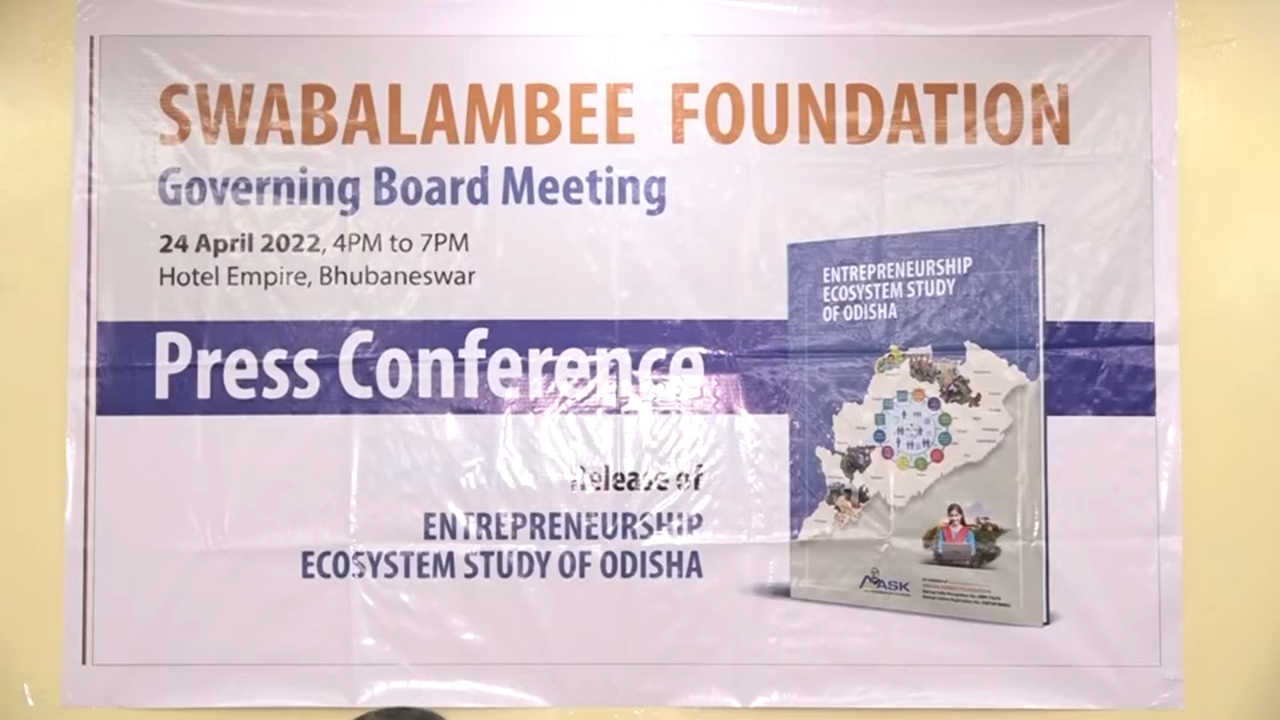 SWABALAMBEE FOUNDATION
Governing Board Meeting
24 April 2022, 4PM to 7PM
Hotel Empire, Bhubaneswar
Press Conference
Release of
ENTREPRENEURSHIP
ECOSYSTEM STUDY OF ODISHA
ENTREPRENEURSHIP
ECOSYSTEM STUDY
OF ODISHA
ASK